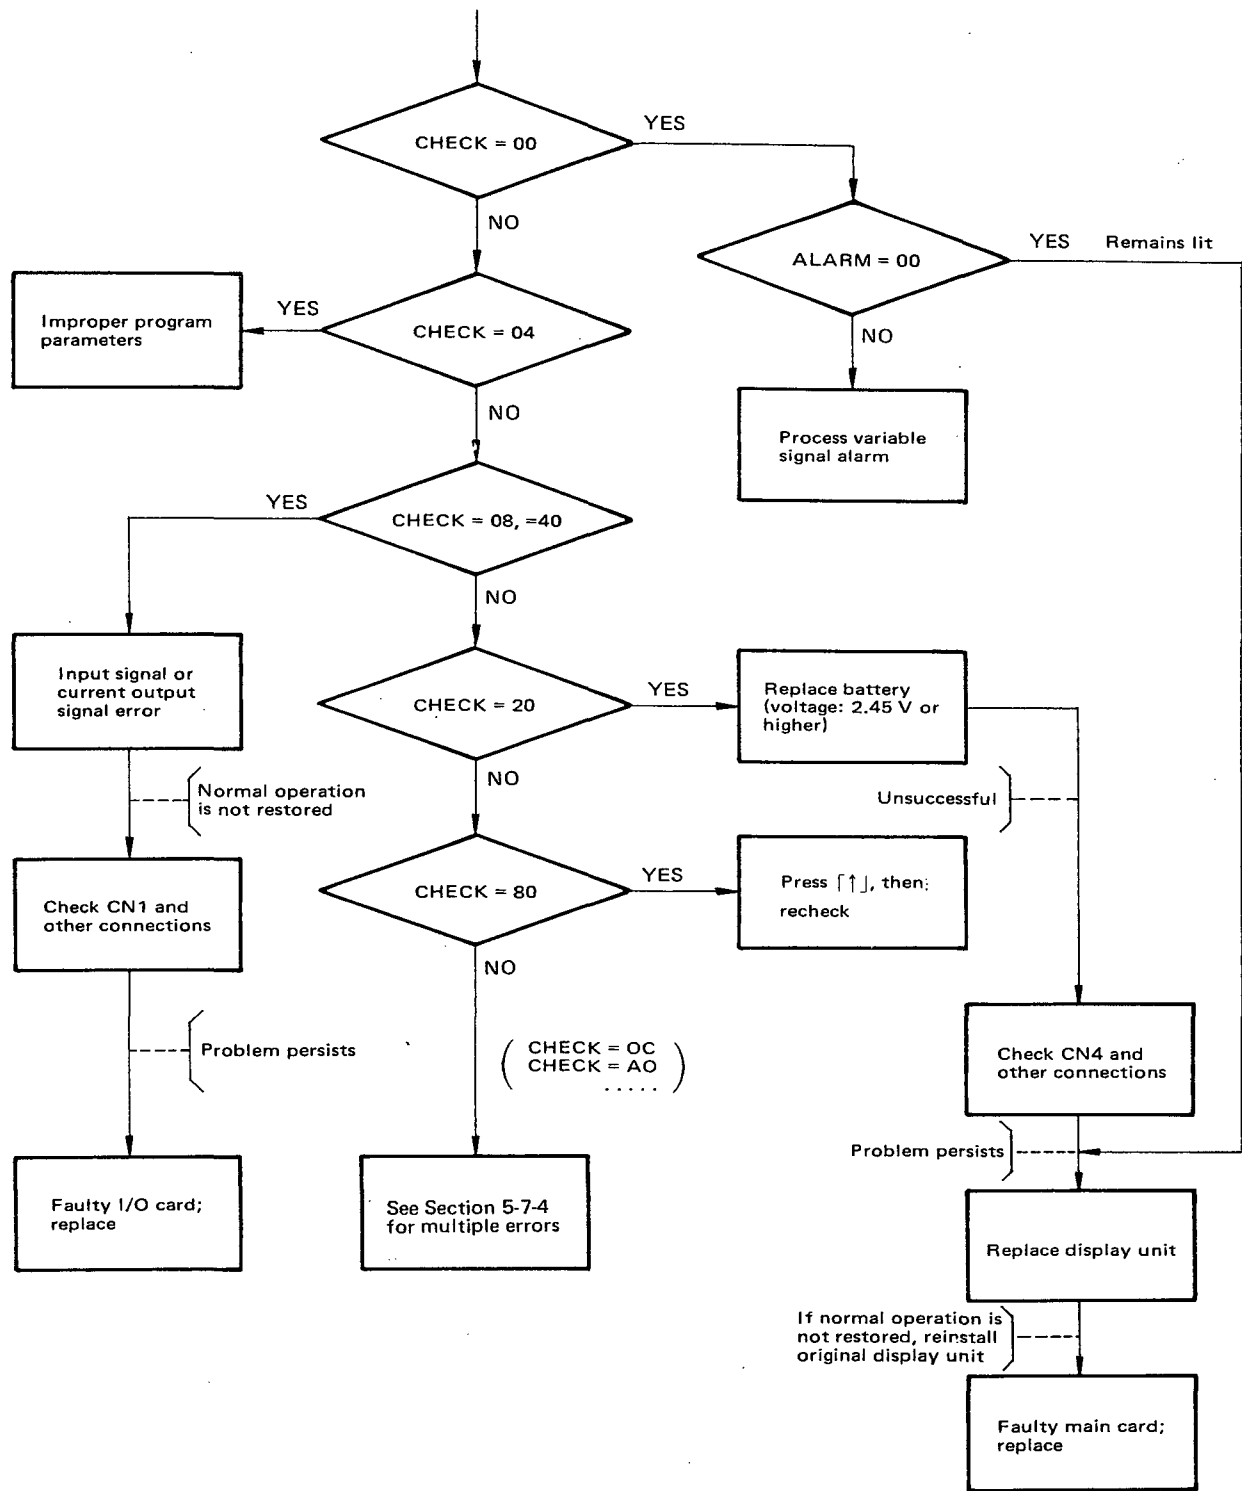 CHECK = 00
YES
NO
ALARM = 00
YES Remains lit
NO
Process variable
signal alarm
CHECK = 04
YES
Improper program
parameters
NO
CHECK = 08, =40
YES
NO
Input signal or
current output
signal error
Normal operation
is not restored
Check CN1 and
other connections
Problem persists
Faulty I/O card;
replace
CHECK = 20
YES
Replace battery
(voltage: 2.45 V or
higher)
Unsuccessful
NO
CHECK = 80
YES
Press ⌈↑⌋, then;
recheck
NO
( CHECK = OC
CHECK = AO
..... )
See Section 5-7-4
for multiple errors
Check CN4 and
other connections
Problem persists
Replace display unit
If normal operation is
not restored, reinstall
original display unit
Faulty main card;
replace